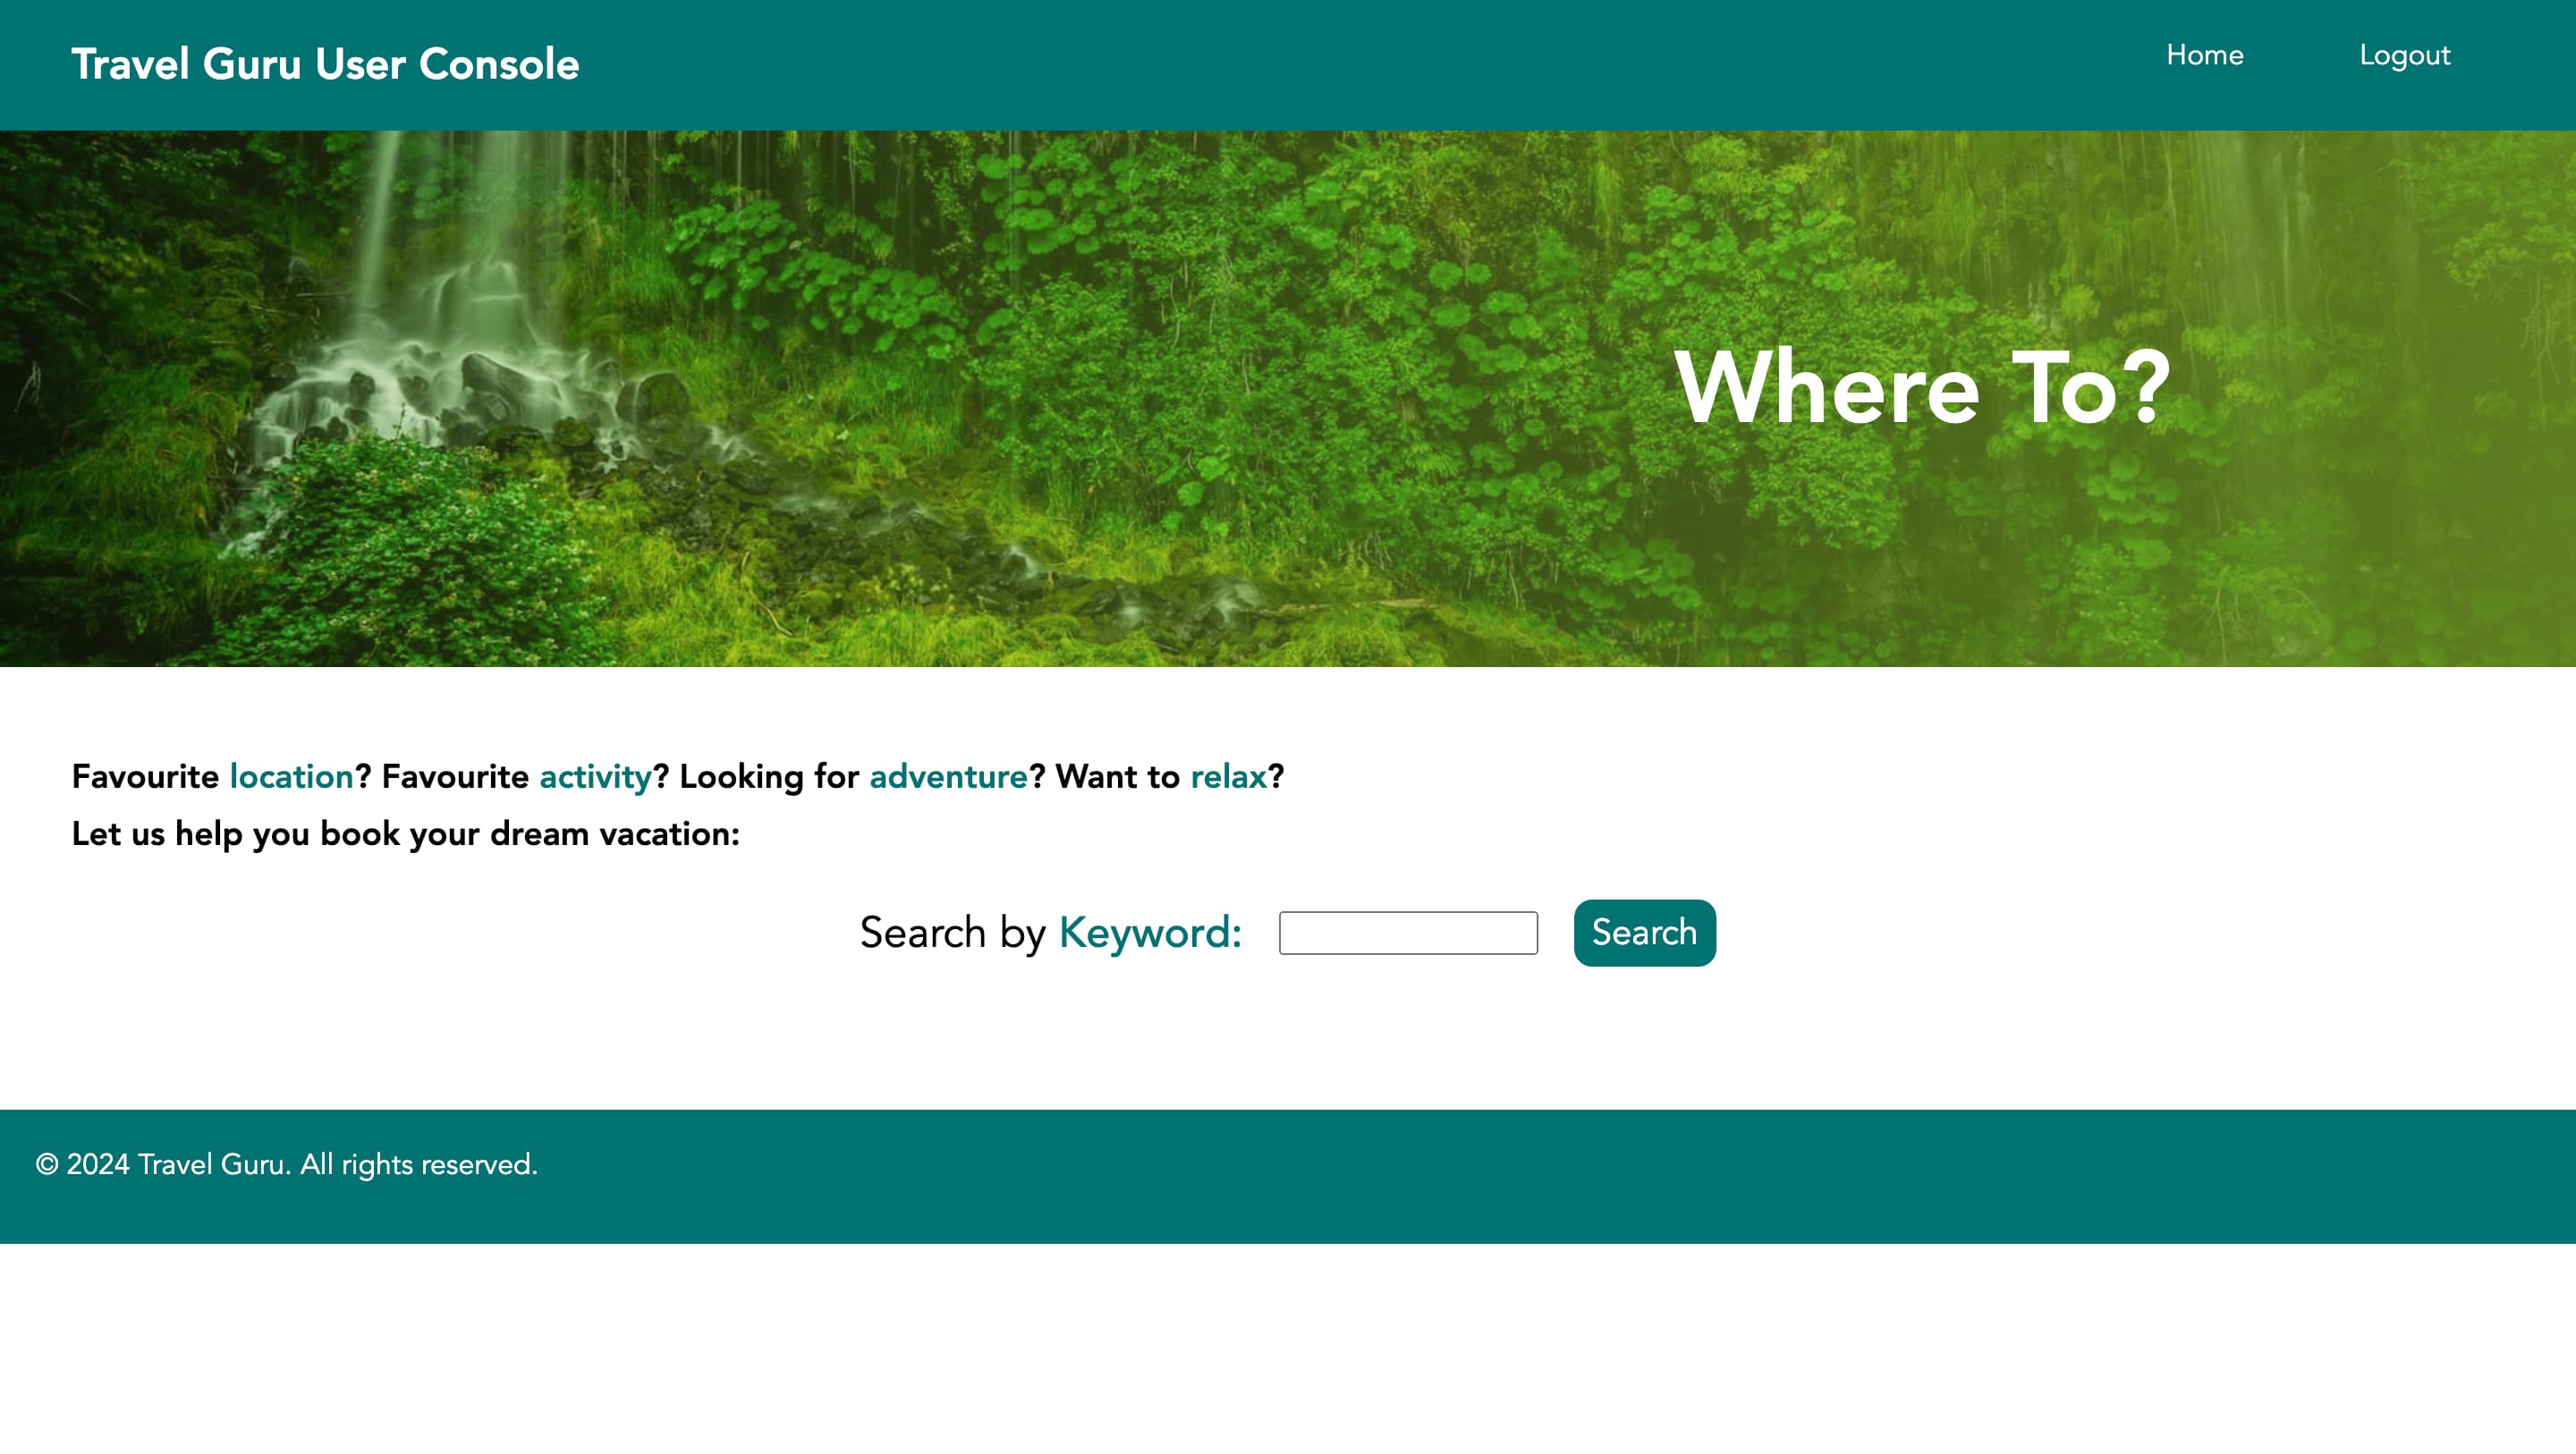 Travel Guru User Console
Home
Logout
Where To?
Favourite location? Favourite activity? Looking for adventure? Want to relax?
Let us help you book your dream vacation:
Search by Keyword:
Search
© 2024 Travel Guru. All rights reserved.